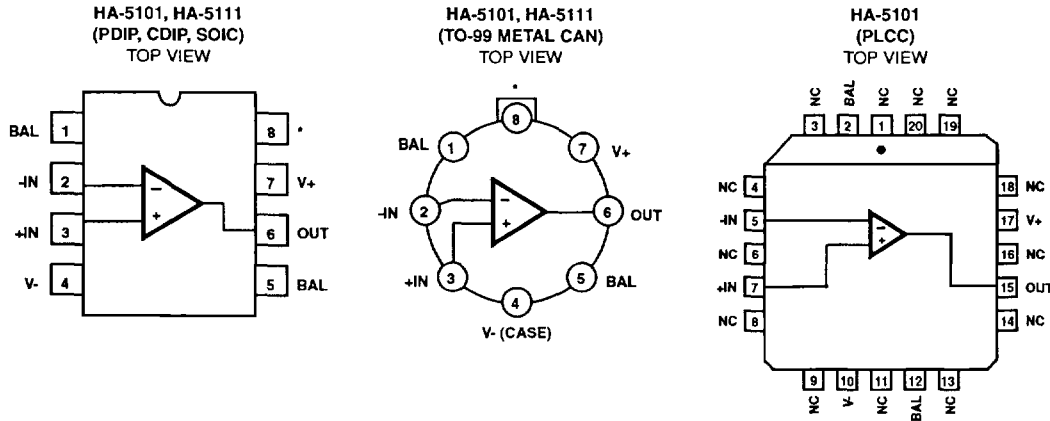 HA-5101, HA-5111
(PDIP, CDIP, SOIC)
TOP VIEW
BAL 1
8 *
-IN 2
7 V+
+IN 3
6 OUT
V- 4
5 BAL
-
+
HA-5101, HA-5111
(TO-99 METAL CAN)
TOP VIEW
*
8
BAL 1
7 V+
-IN 2
6 OUT
+IN 3
5 BAL
4
V- (CASE)
-
+
HA-5101
(PLCC)
TOP VIEW
NC BAL NC NC NC
3 2 1 20 19
NC 4
18 NC
-IN 5
17 V+
NC 6
16 NC
+IN 7
15 OUT
NC 8
14 NC
-
+
9 10 11 12 13
NC V- NC BAL NC